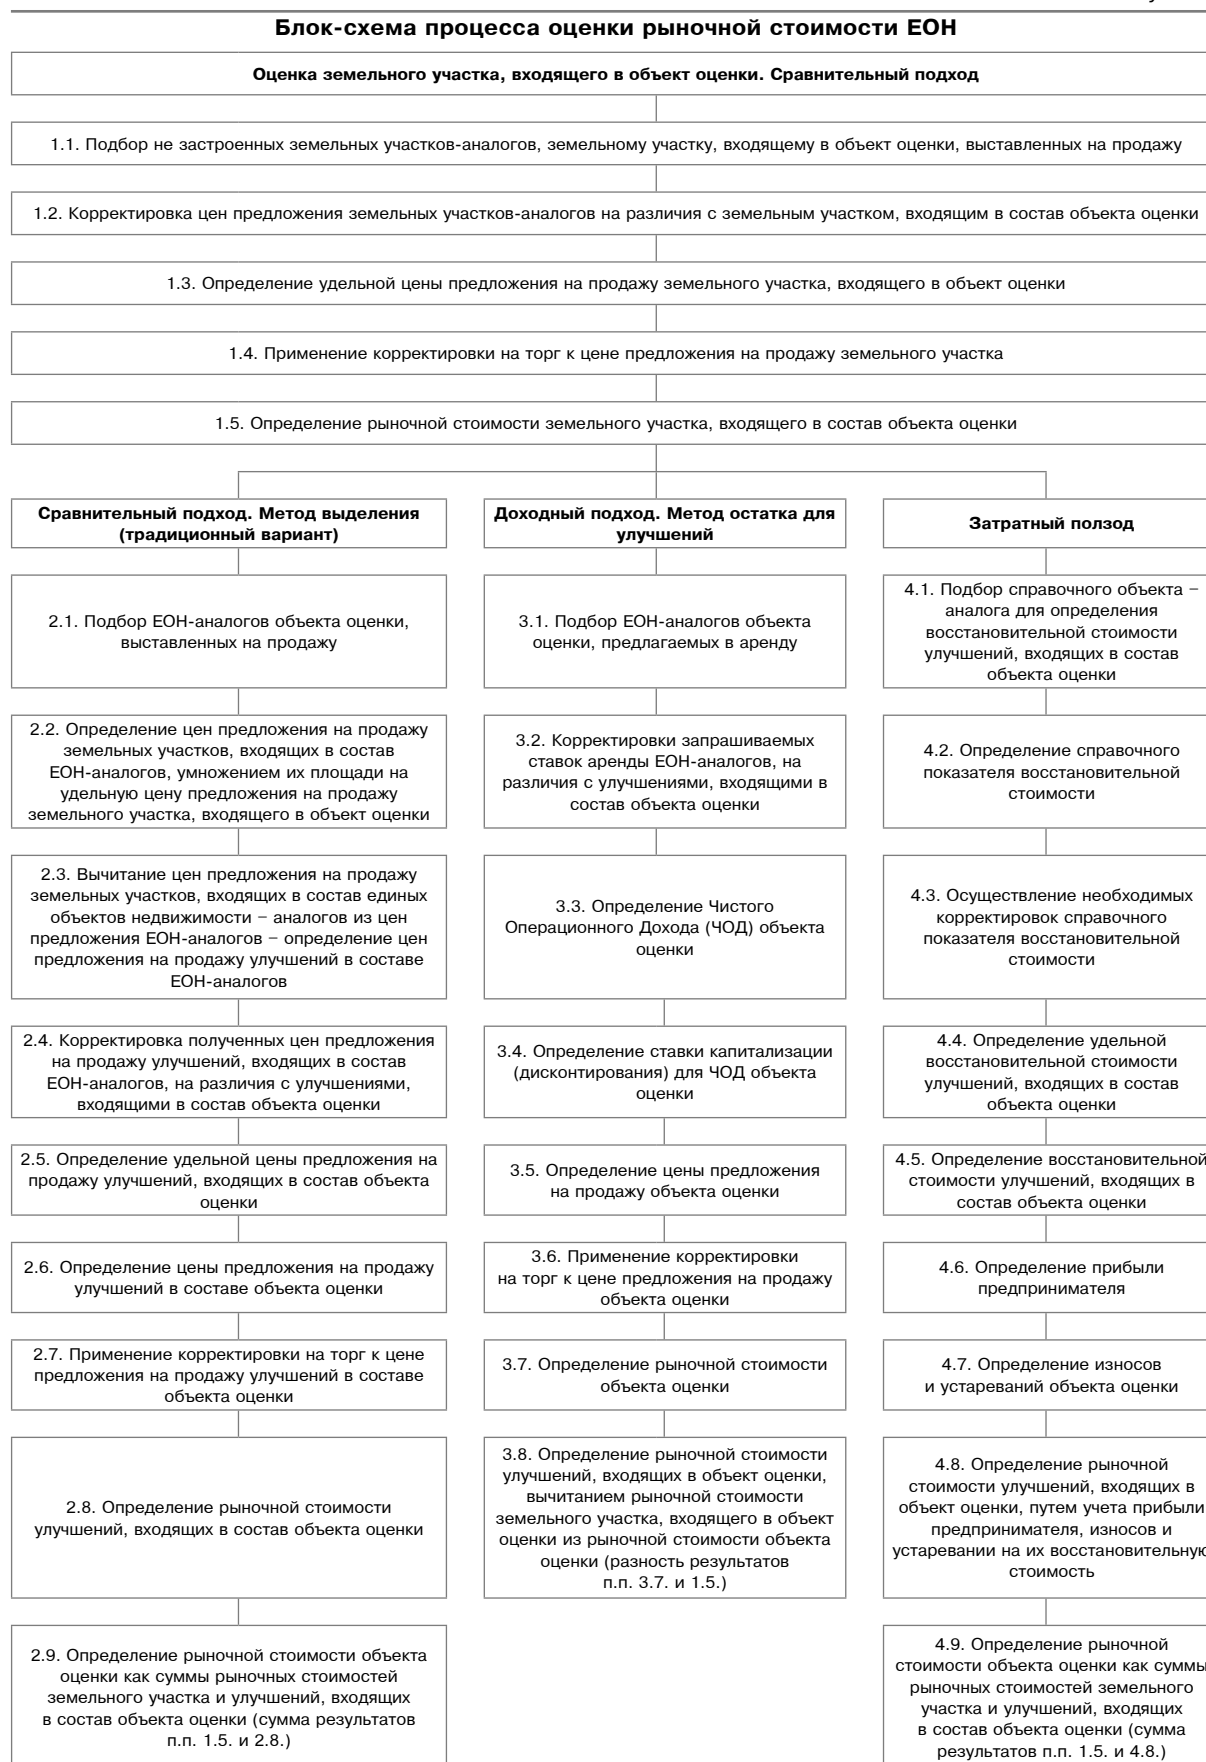 Блок-схема процесса оценки рыночной стоимости ЕОН
Оценка земельного участка, входящего в объект оценки. Сравнительный подход
1.1. Подбор не застроенных земельных участков-аналогов, земельному участку, входящему в объект оценки, выставленных на продажу
1.2. Корректировка цен предложения земельных участков-аналогов на различия с земельным участком, входящим в состав объекта оценки
1.3. Определение удельной цены предложения на продажу земельного участка, входящего в объект оценки
1.4. Применение корректировки на торг к цене предложения на продажу земельного участка
1.5. Определение рыночной стоимости земельного участка, входящего в состав объекта оценки
Сравнительный подход. Метод выделения
(традиционный вариант)
2.1. Подбор ЕОН-аналогов объекта оценки,
выставленных на продажу
2.2. Определение цен предложения на продажу
земельных участков, входящих в состав
ЕОН-аналогов, умножением их площади на
удельную цену предложения на продажу
земельного участка, входящего в объект оценки
2.3. Вычитание цен предложения на продажу
земельных участков, входящих в состав единых
объектов недвижимости – аналогов из цен
предложения ЕОН-аналогов – определение цен
предложения на продажу улучшений в составе
ЕОН-аналогов
2.4. Корректировка полученных цен предложения
на продажу улучшений, входящих в состав
ЕОН-аналогов, на различия с улучшениями,
входящими в состав объекта оценки
2.5. Определение удельной цены предложения на
продажу улучшений, входящих в состав объекта
оценки
2.6. Определение цены предложения на продажу
улучшений в составе объекта оценки
2.7. Применение корректировки на торг к цене
предложения на продажу улучшений в составе
объекта оценки
2.8. Определение рыночной стоимости
улучшений, входящих в состав объекта оценки
2.9. Определение рыночной стоимости объекта
оценки как суммы рыночных стоимостей
земельного участка и улучшений, входящих
в состав объекта оценки (сумма результатов
п.п. 1.5. и 2.8.)
Доходный подход. Метод остатка для
улучшений
3.1. Подбор ЕОН-аналогов объекта
оценки, предлагаемых в аренду
3.2. Корректировки запрашиваемых
ставок аренды ЕОН-аналогов, на
различия с улучшениями, входящими в
состав объекта оценки
3.3. Определение Чистого
Операционного Дохода (ЧОД) объекта
оценки
3.4. Определение ставки капитализации
(дисконтирования) для ЧОД объекта
оценки
3.5. Определение цены предложения
на продажу объекта оценки
3.6. Применение корректировки
на торг к цене предложения на продажу
объекта оценки
3.7. Определение рыночной стоимости
объекта оценки
3.8. Определение рыночной стоимости
улучшений, входящих в объект оценки,
вычитанием рыночной стоимости
земельного участка, входящего в объект
оценки из рыночной стоимости объекта
оценки (разность результатов
п.п. 3.7. и 1.5.)
Затратный ползод
4.1. Подбор справочного объекта –
аналога для определения
восстановительной стоимости
улучшений, входящих в состав
объекта оценки
4.2. Определение справочного
показателя восстановительной
стоимости
4.3. Осуществление необходимых
корректировок справочного
показателя восстановительной
стоимости
4.4. Определение удельной
восстановительной стоимости
улучшений, входящих в состав
объекта оценки
4.5. Определение восстановительной
стоимости улучшений, входящих в
состав объекта оценки
4.6. Определение прибыли
предпринимателя
4.7. Определение износов
и устареваний объекта оценки
4.8. Определение рыночной
стоимости улучшений, входящих в
объект оценки, путем учета прибыли
предпринимателя, износов и
устаревании на их восстановительную
стоимость
4.9. Определение рыночной
стоимости объекта оценки как суммы
рыночных стоимостей земельного
участка и улучшений, входящих
в состав объекта оценки (сумма
результатов п.п. 1.5. и 4.8.)